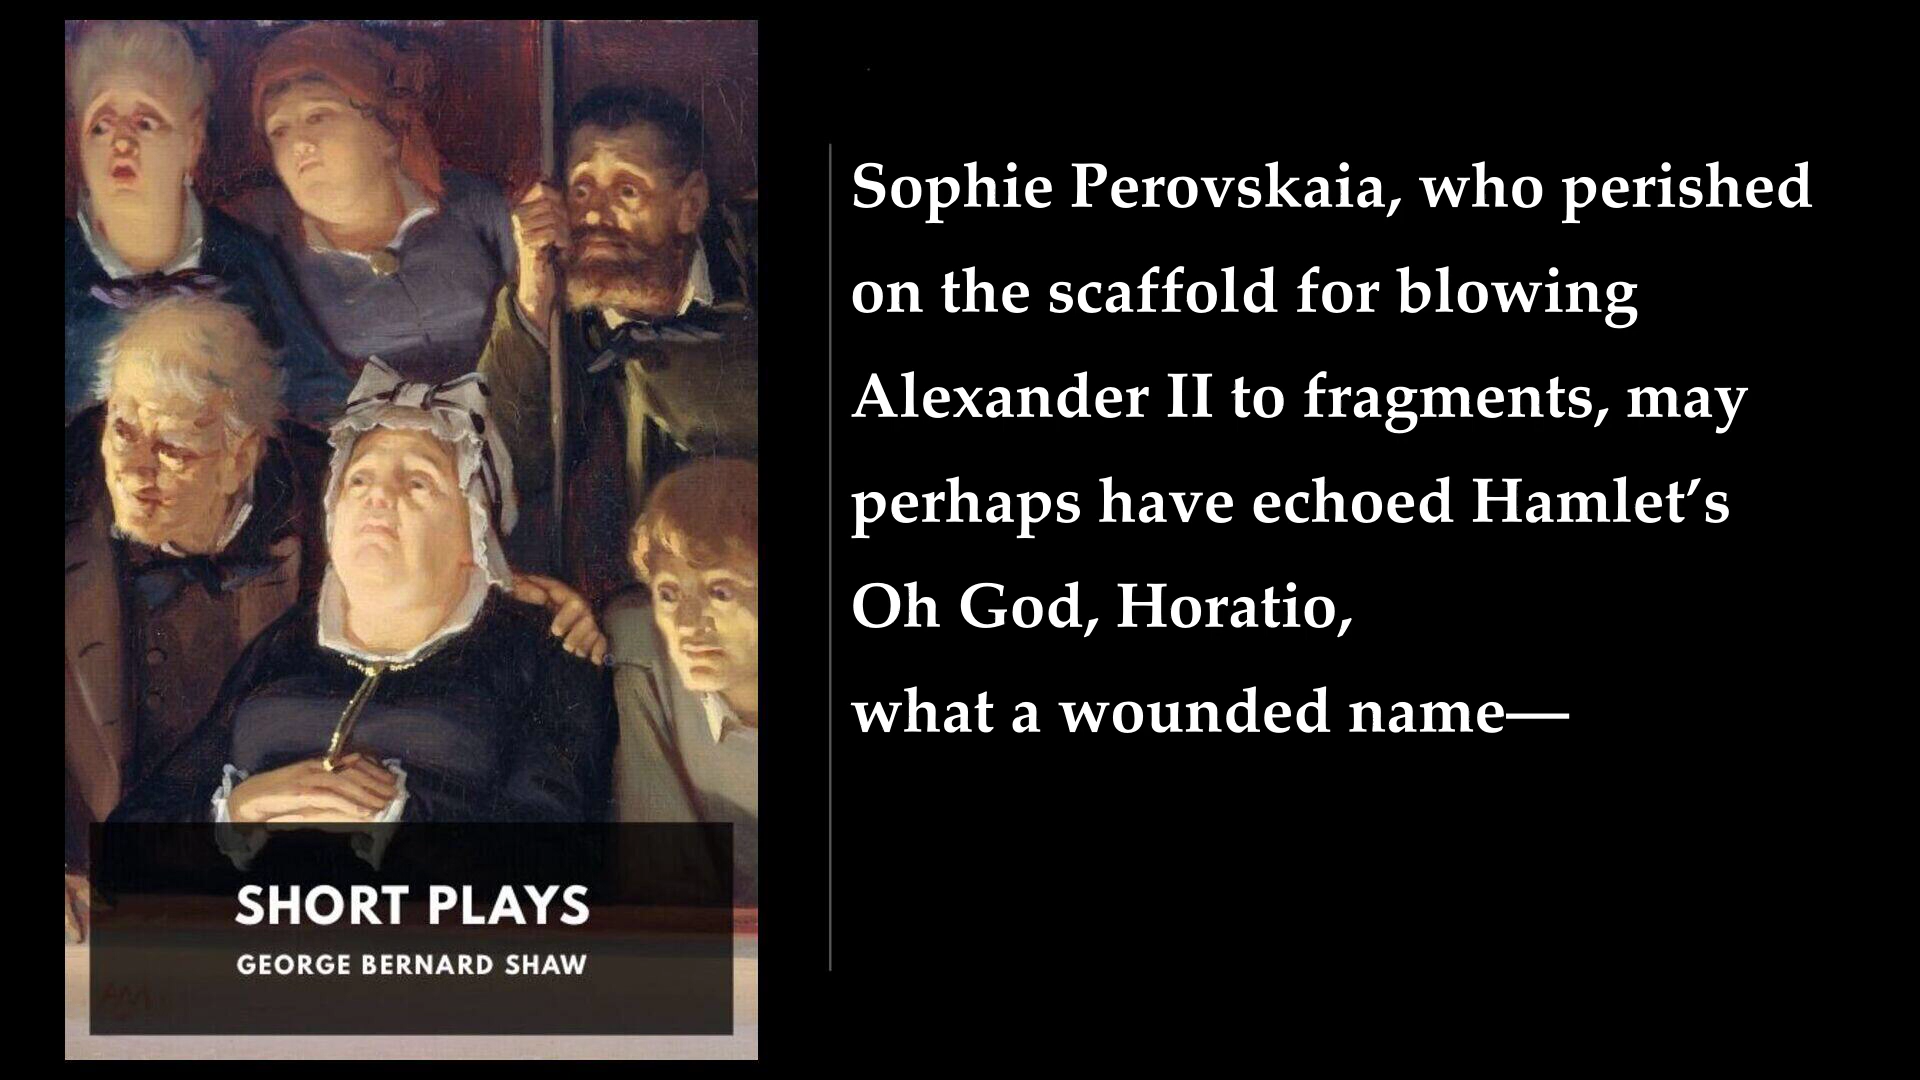 SHORT PLAYS
GEORGE BERNARD SHAW
Sophie Perovskaia, who perished
on the scaffold for blowing
Alexander II to fragments, may
perhaps have echoed Hamlet’s
Oh God, Horatio,
what a wounded name—